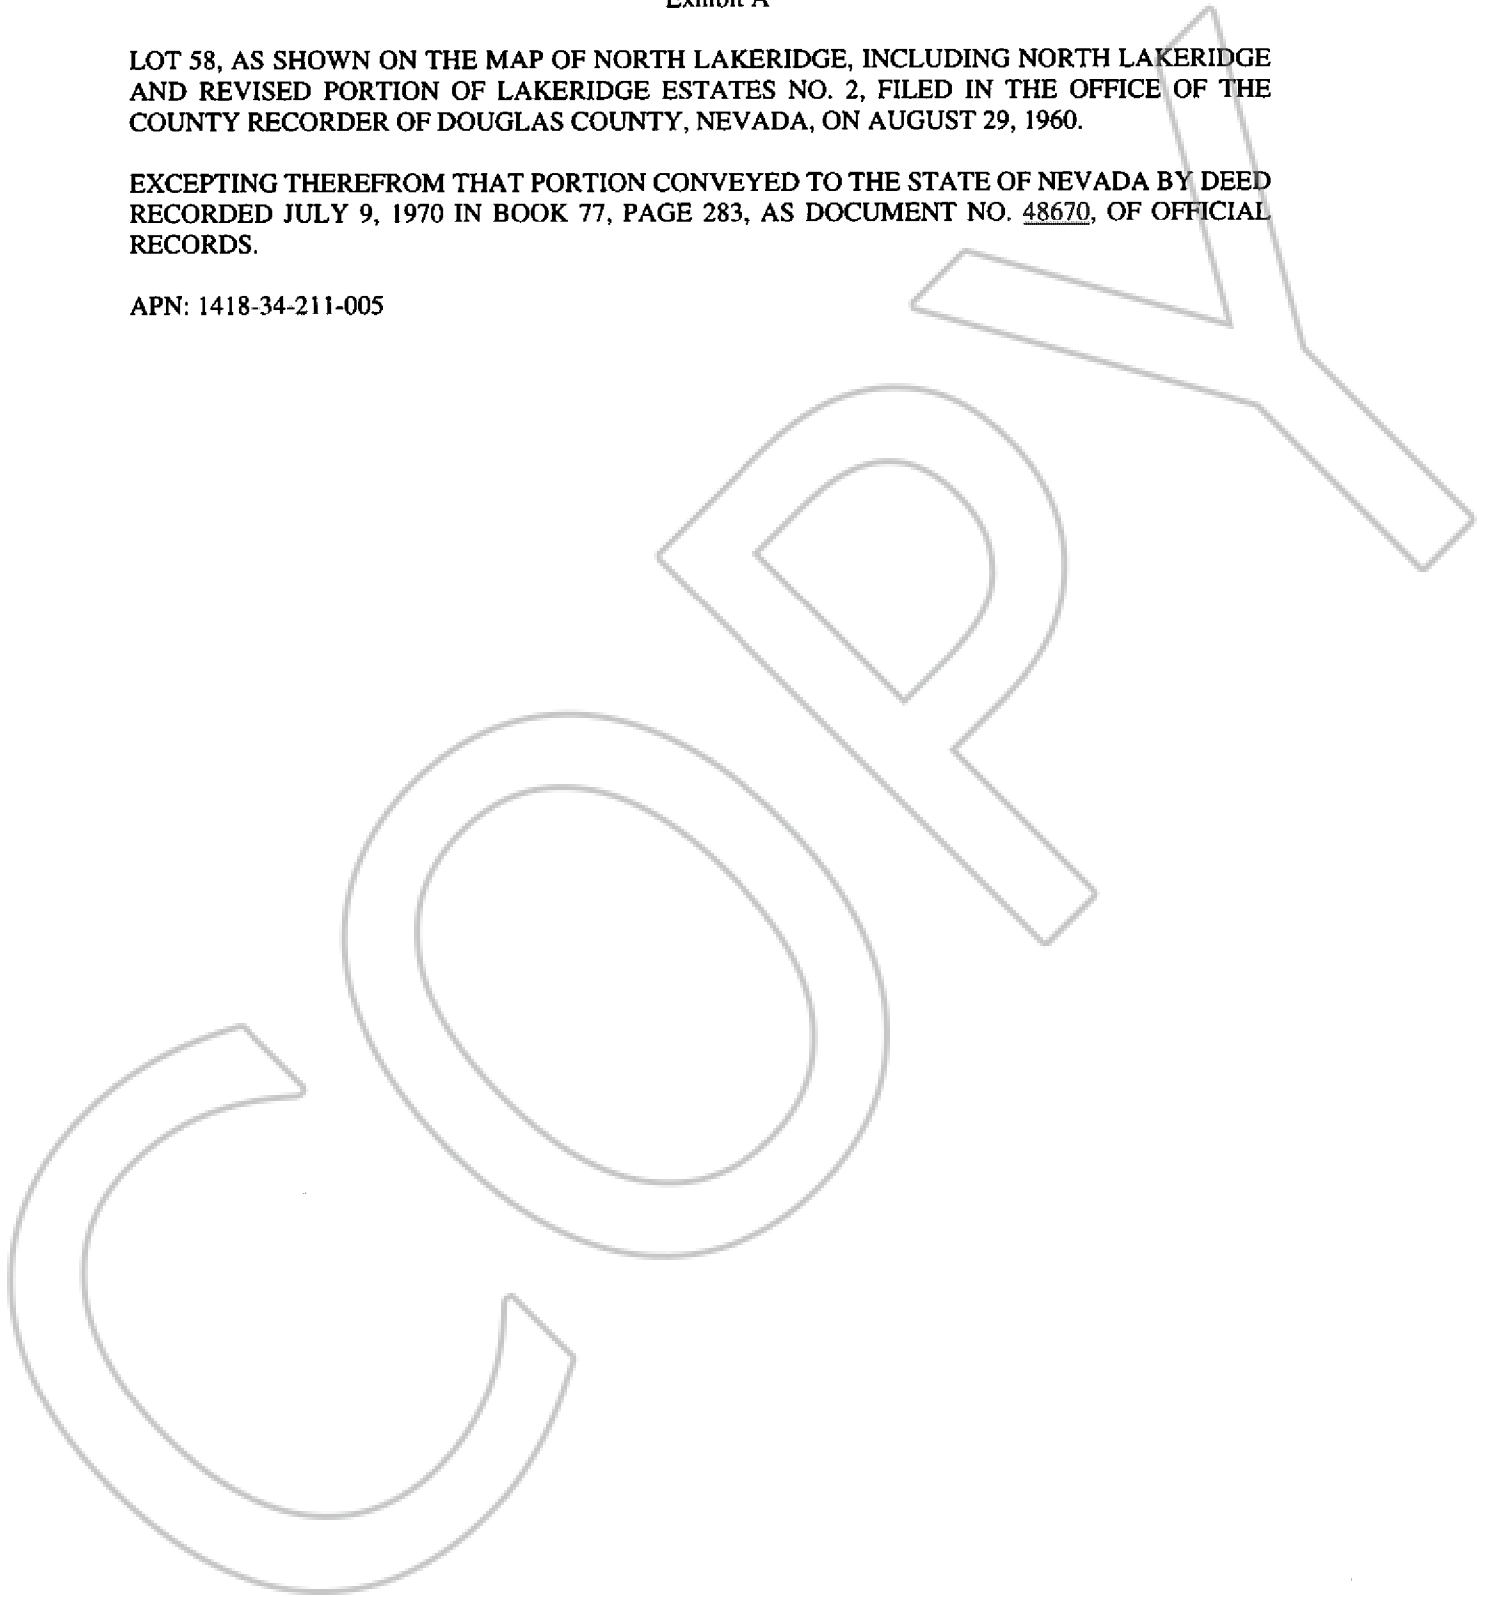 Exhibit A
LOT 58, AS SHOWN ON THE MAP OF NORTH LAKERIDGE, INCLUDING NORTH LAKERIDGE
AND REVISED PORTION OF LAKERIDGE ESTATES NO. 2, FILED IN THE OFFICE OF THE
COUNTY RECORDER OF DOUGLAS COUNTY, NEVADA, ON AUGUST 29, 1960.
EXCEPTING THEREFROM THAT PORTION CONVEYED TO THE STATE OF NEVADA BY DEED
RECORDED JULY 9, 1970 IN BOOK 77, PAGE 283, AS DOCUMENT NO. 48670, OF OFFICIAL
RECORDS.
APN: 1418-34-211-005
COPY